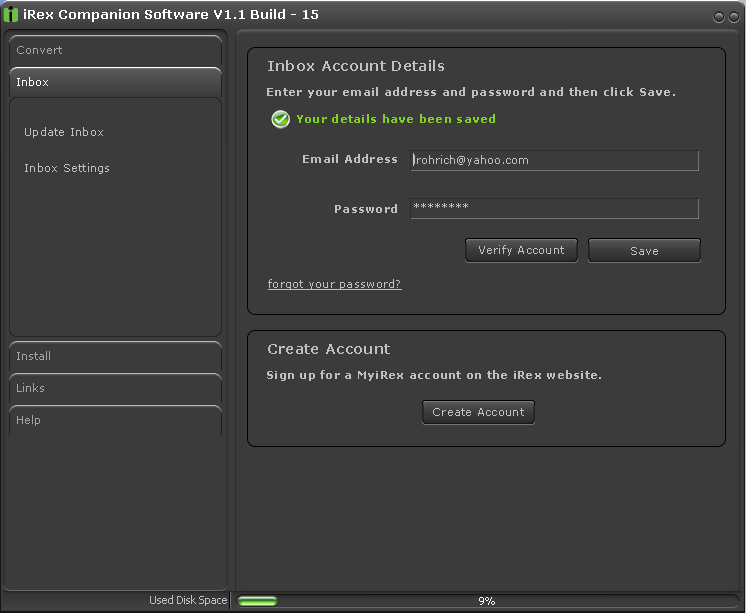 iRex Companion Software V1.1 Build - 15
Convert
Inbox
Update Inbox
Inbox Settings
Install
Links
Help
Inbox Account Details
Enter your email address and password and then click Save.
Your details have been saved
Email Address lrohrich@yahoo.com
Password ********
Verify Account Save
forgot your password?
Create Account
Sign up for a MyiRex account on the iRex website.
Create Account
Used Disk Space 9%